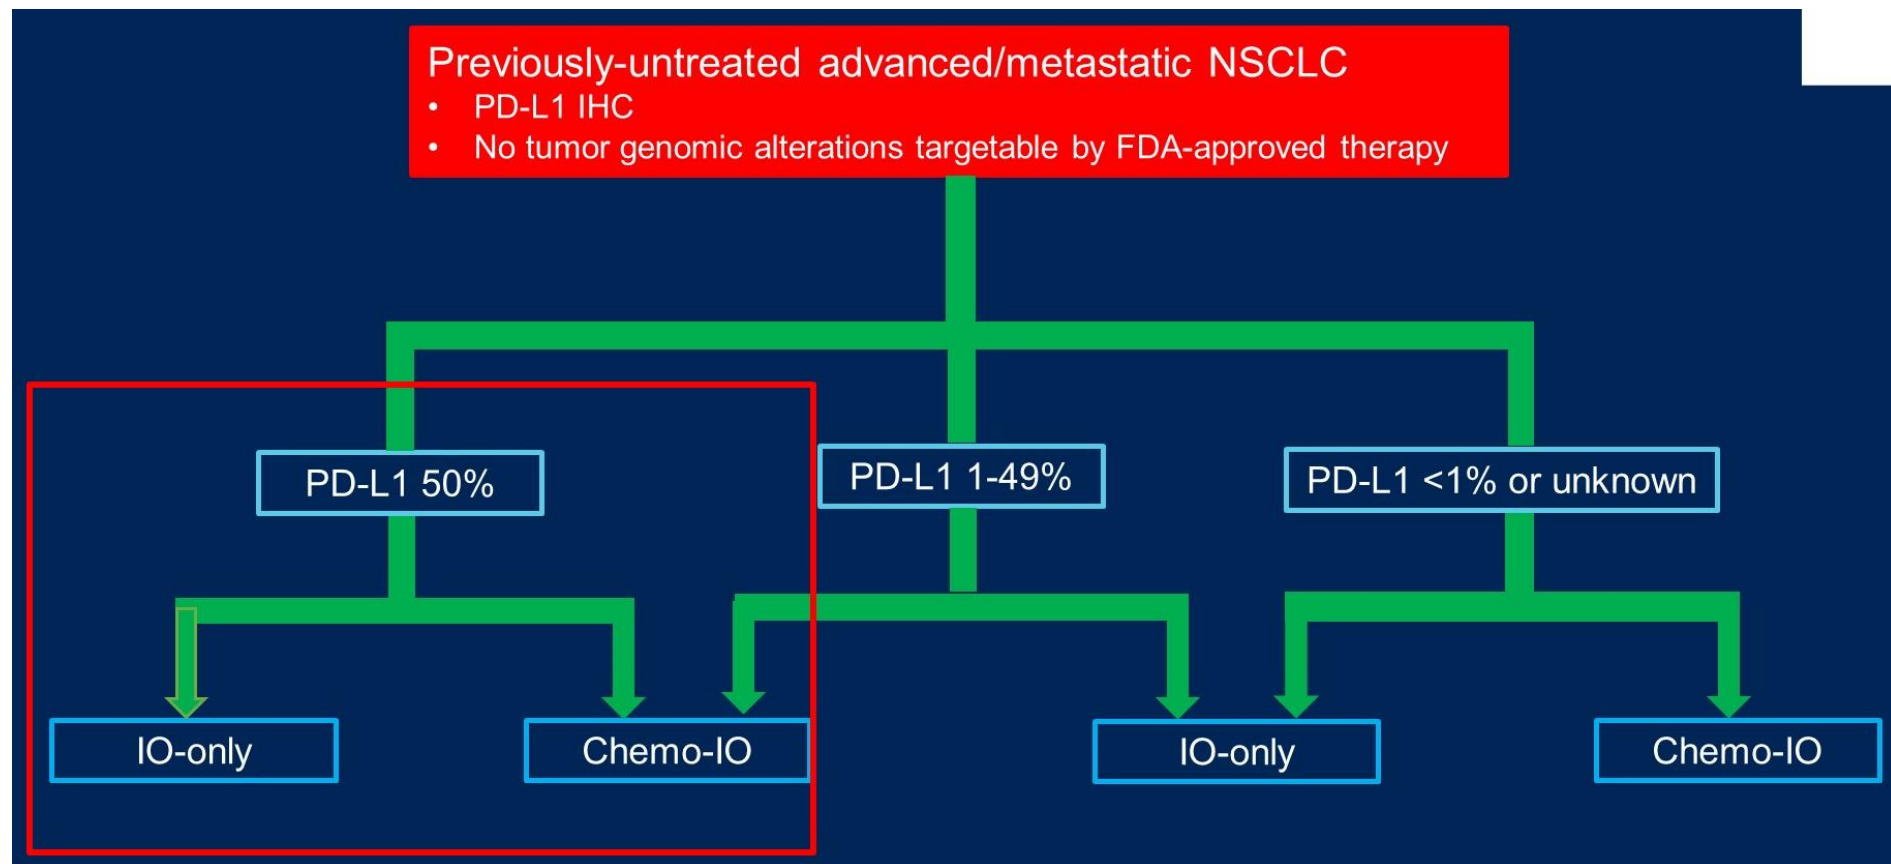 Previously-untreated advanced/metastatic NSCLC
• PD-L1 IHC
• No tumor genomic alterations targetable by FDA-approved therapy
PD-L1 50%
PD-L1 1-49%
PD-L1 <1% or unknown
IO-only
Chemo-IO
IO-only
Chemo-IO